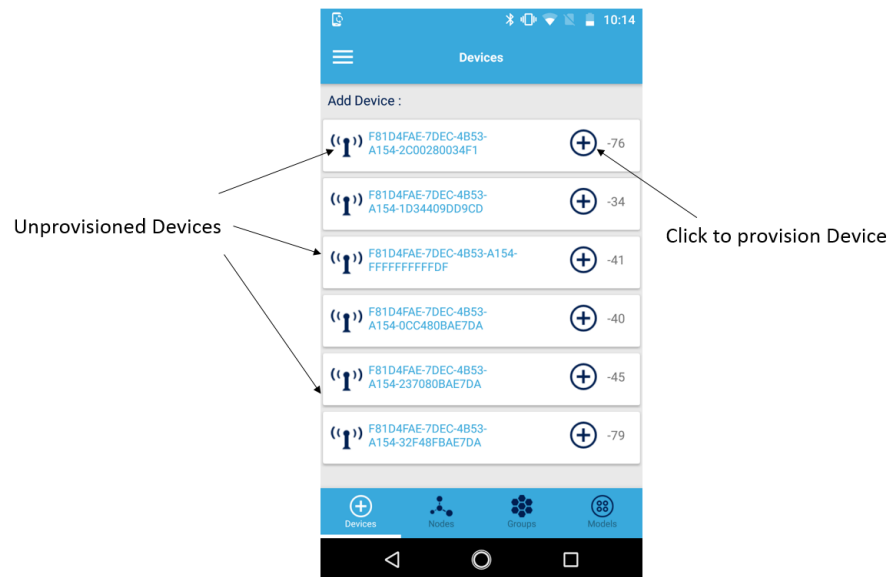 10:14
Devices
Add Device :
F81D4FAE-7DEC-4B53-
A154-2C00280034F1
-76
F81D4FAE-7DEC-4B53-
A154-1D34409DD9CD
-34
F81D4FAE-7DEC-4B53-A154-
FFFFFFFFFFDF
-41
F81D4FAE-7DEC-4B53-
A154-0CC480BAE7DA
-40
F81D4FAE-7DEC-4B53-
A154-237080BAE7DA
-45
F81D4FAE-7DEC-4B53-
A154-32F48FBAE7DA
-79
Devices
Nodes
Groups
Models
Unprovisioned Devices
Click to provision Device